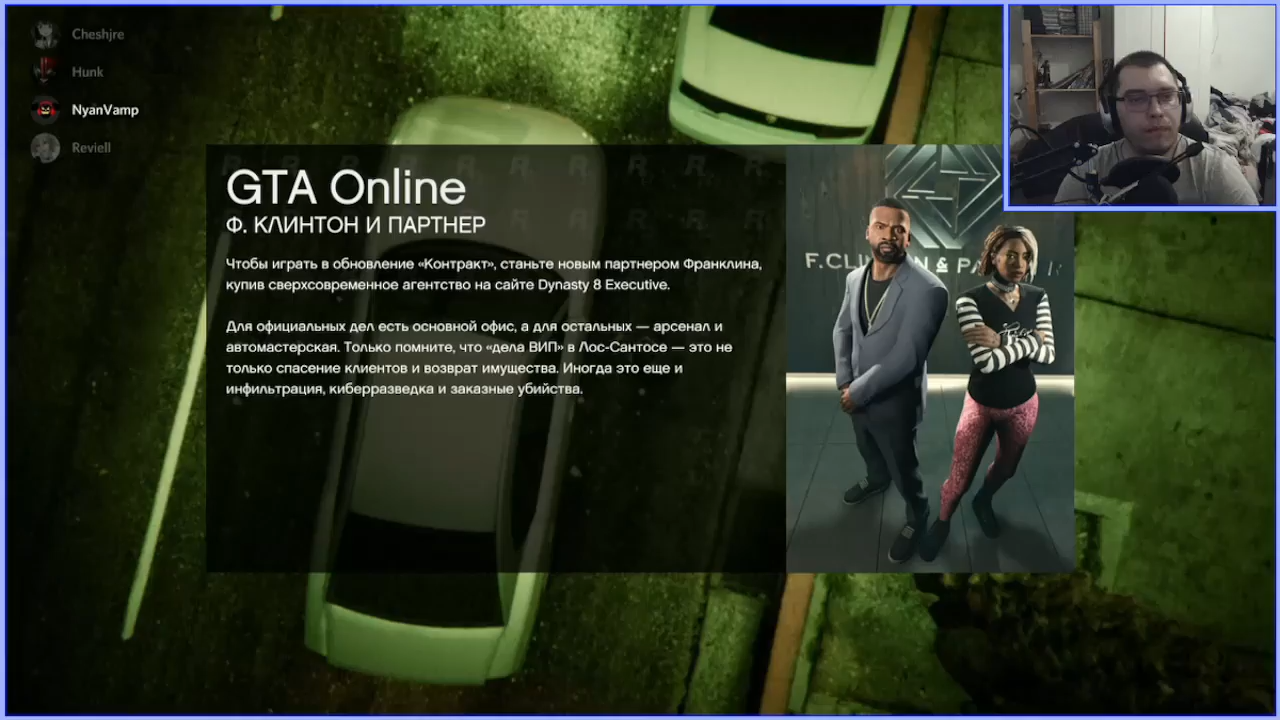 Cheshjre
Hunk
NyanVamp
Reviell
GTA Online
Ф. КЛИНТОН И ПАРТНЕР
Чтобы играть в обновление «Контракт», станьте новым партнером Франклина,
купив сверхсовременное агентство на сайте Dynasty 8 Executive.
Для официальных дел есть основной офис, а для остальных — арсенал и
автомастерская. Только помните, что «дела ВИП» в Лос-Сантосе — это не
только спасение клиентов и возврат имущества. Иногда это еще и
инфильтрация, киберразведка и заказные убийства.
F.CLI N & PA R